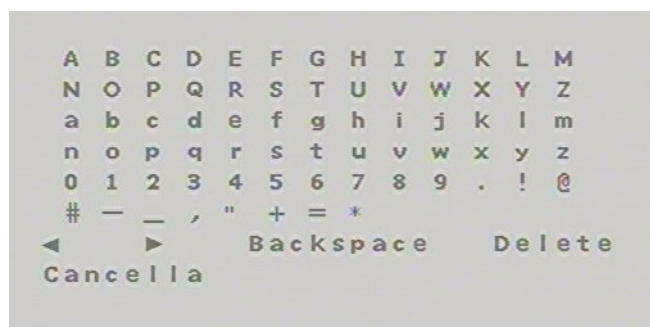 A B C D E F G H I J K L M
N O P Q R S T U V W X Y Z
a b c d e f g h i j k l m
n o p q r s t u v w x y z
0 1 2 3 4 5 6 7 8 9 . ! @
# — _ , " + = *
◀ ▶ Backspace Delete
Cancella